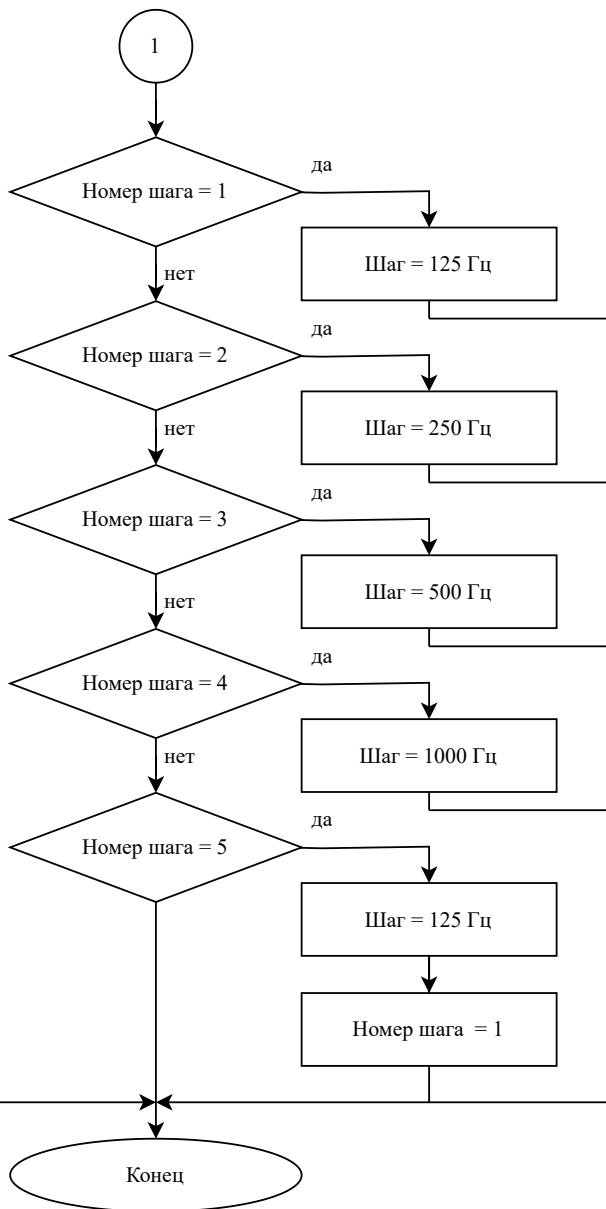 1
Номер шага = 1
да
Шаг = 125 Гц
нет
Номер шага = 2
да
Шаг = 250 Гц
нет
Номер шага = 3
да
Шаг = 500 Гц
нет
Номер шага = 4
да
Шаг = 1000 Гц
нет
Номер шага = 5
да
Шаг = 125 Гц
Номер шага = 1
Конец